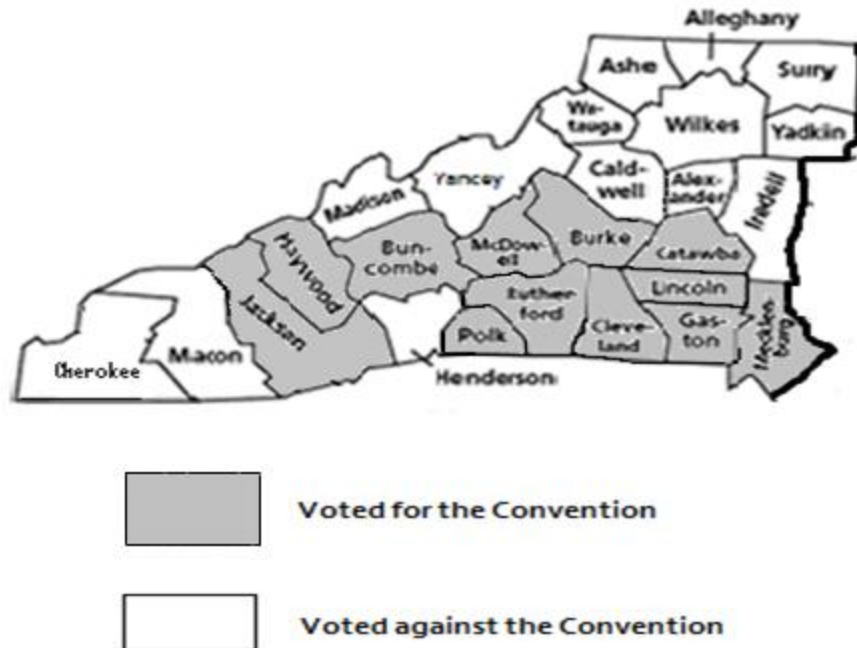 Alleghany
Ashe
Surry
Wa-
tauga
Wilkes
Yadkiin
Cald-
well
Alex-
ander
Iredell
Yancey
Madison
Burke
Catawba
McDow-
ell
Bun-
combe
Haywood
Jackson
Lincoln
Ruther-
ford
Cleve-
land
Gas-
ton
Mecklen-
burg
Polk
Macon
Cherokee
Henderson
Voted for the Convention
Voted against the Convention